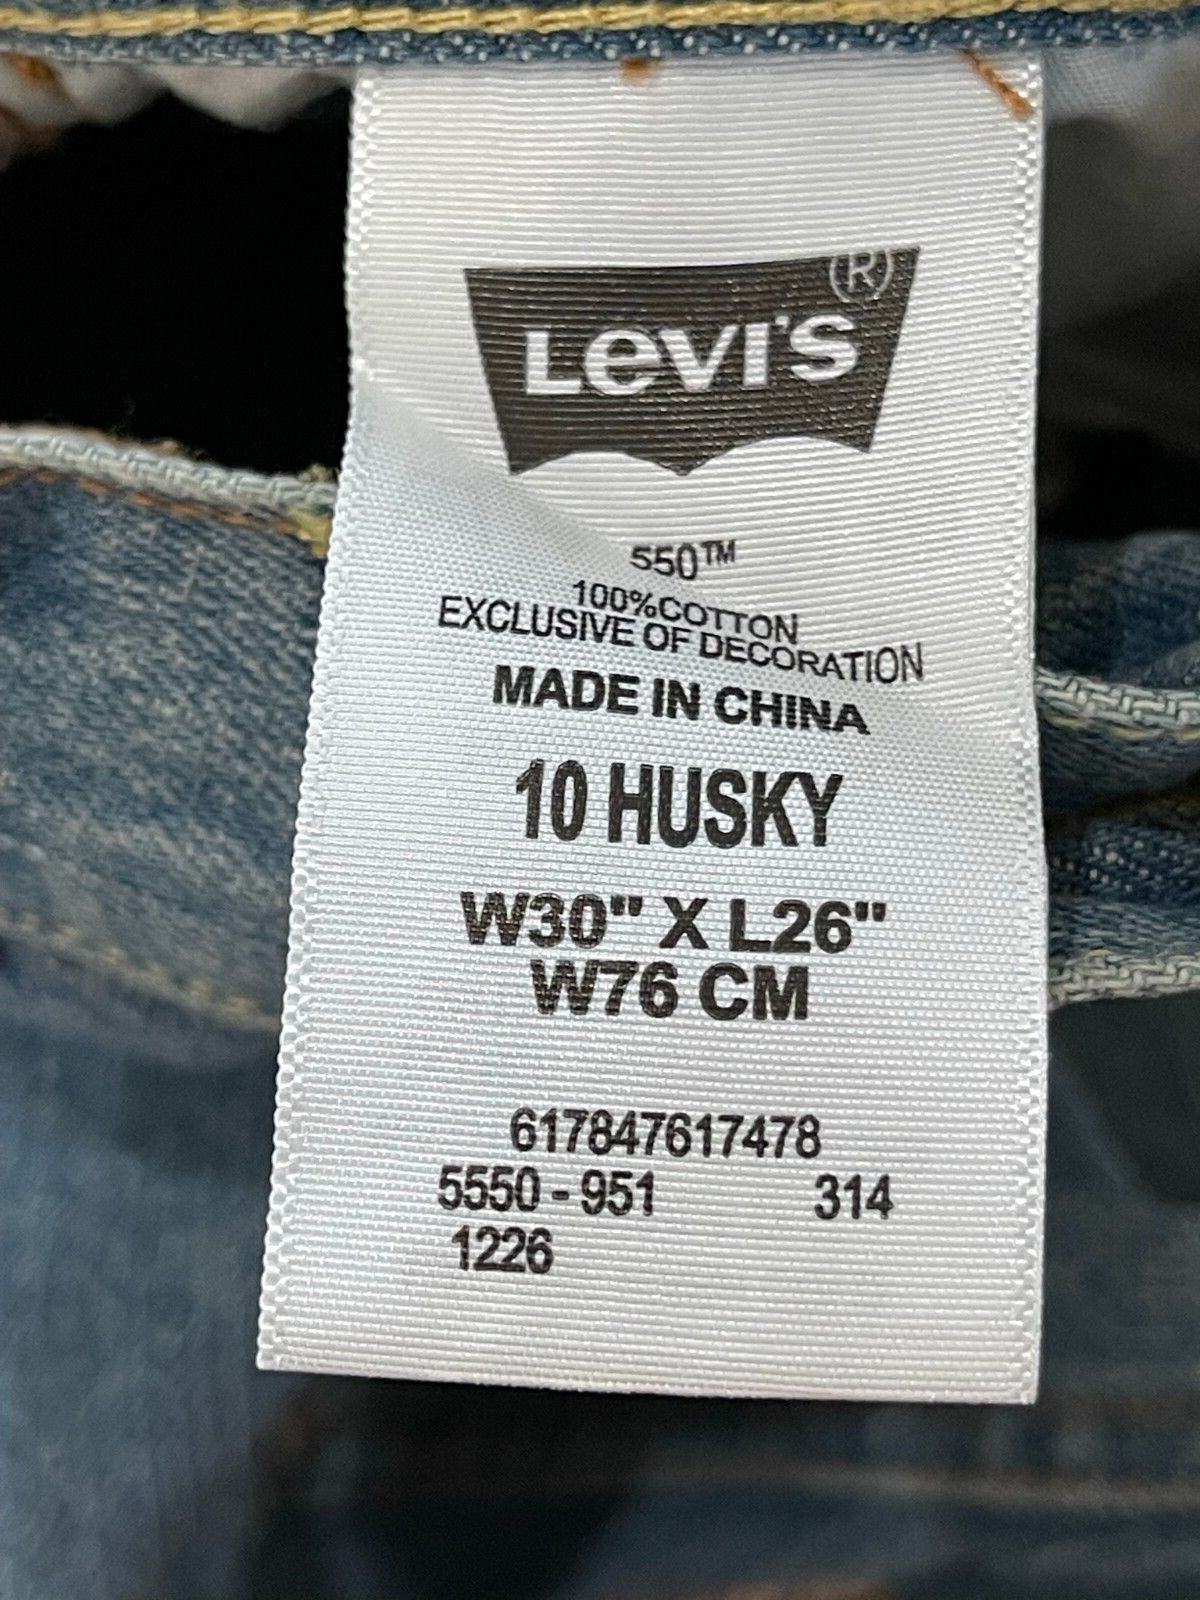 LEVI'S ®
550™
100%COTTON
EXCLUSIVE OF DECORATION
MADE IN CHINA
10 HUSKY
W30" X L26"
W76 CM
617847617478
5550 - 951 314
1226